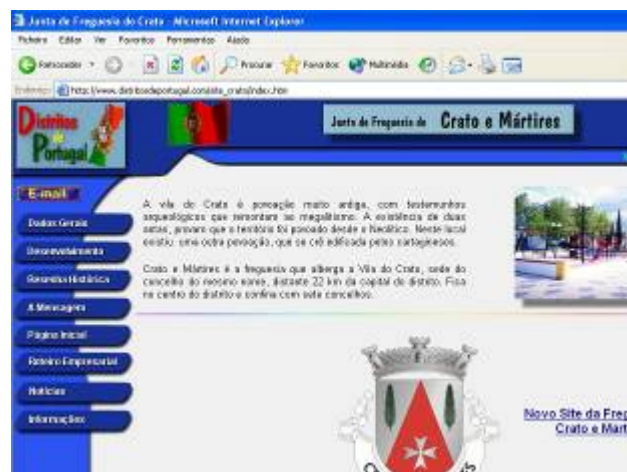 Junta de Freguesia do Crato - Microsoft Internet Explorer
Ficheiro Editar Ver Favoritos Ferramentas Ajuda
Retroceder Procurar Favoritos Multimédia
Endereço http://www.distritosdeportugal.com/site_crato/index.htm
Distritos
de
Portugal
Junta de Freguesia de Crato e Mártires
E-mail
Dados Gerais
Desenvolvimento
Resenha Histórica
A Mensagem
Página Inicial
Roteiro Empresarial
Notícias
Informações
A vila do Crato é povoação muito antiga, com testemunhos
arqueológicos que remontam ao megalitismo. A existência de duas
antas, provam que o território foi povoado desde o Neolítico. Neste local
existiu uma outra povoação, que se crê edificada pelos cartagineses.
Crato e Mártires é a freguesia que alberga a Vila do Crato, sede do
concelho do mesmo nome, distante 22 km da capital do distrito. Fica
no centro do distrito e confina com sete concelhos.
Novo Site da Freg
Crato e Mart